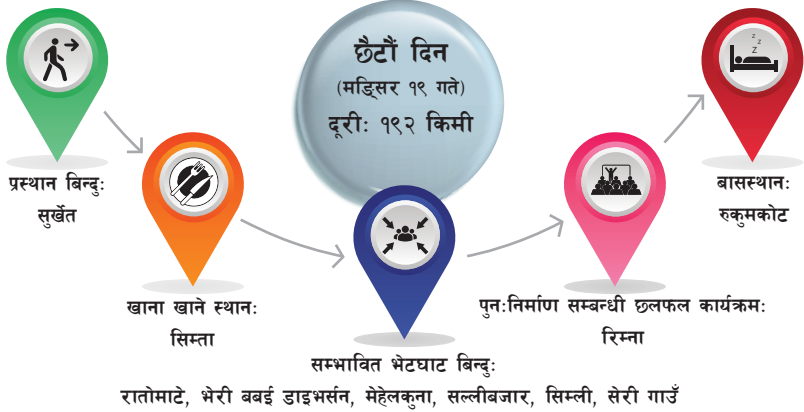 छैटौं दिन
(मङ्सिर १९ गते)
दूरीः १९२ किमी
z
z
z
प्रस्थान बिन्दुः
सुर्खेत
खाना खाने स्थानः
सिम्ता
सम्भावित भेटघाट बिन्दुः
रातोमाटे, भेरी बबई डाइभर्सन, मेहेलकुना, सल्लीबजार, सिम्ली, सेरी गाउँ
पुनःनिर्माण सम्बन्धी छलफल कार्यक्रमः
रिम्ना
बासस्थानः
रुकुमकोट